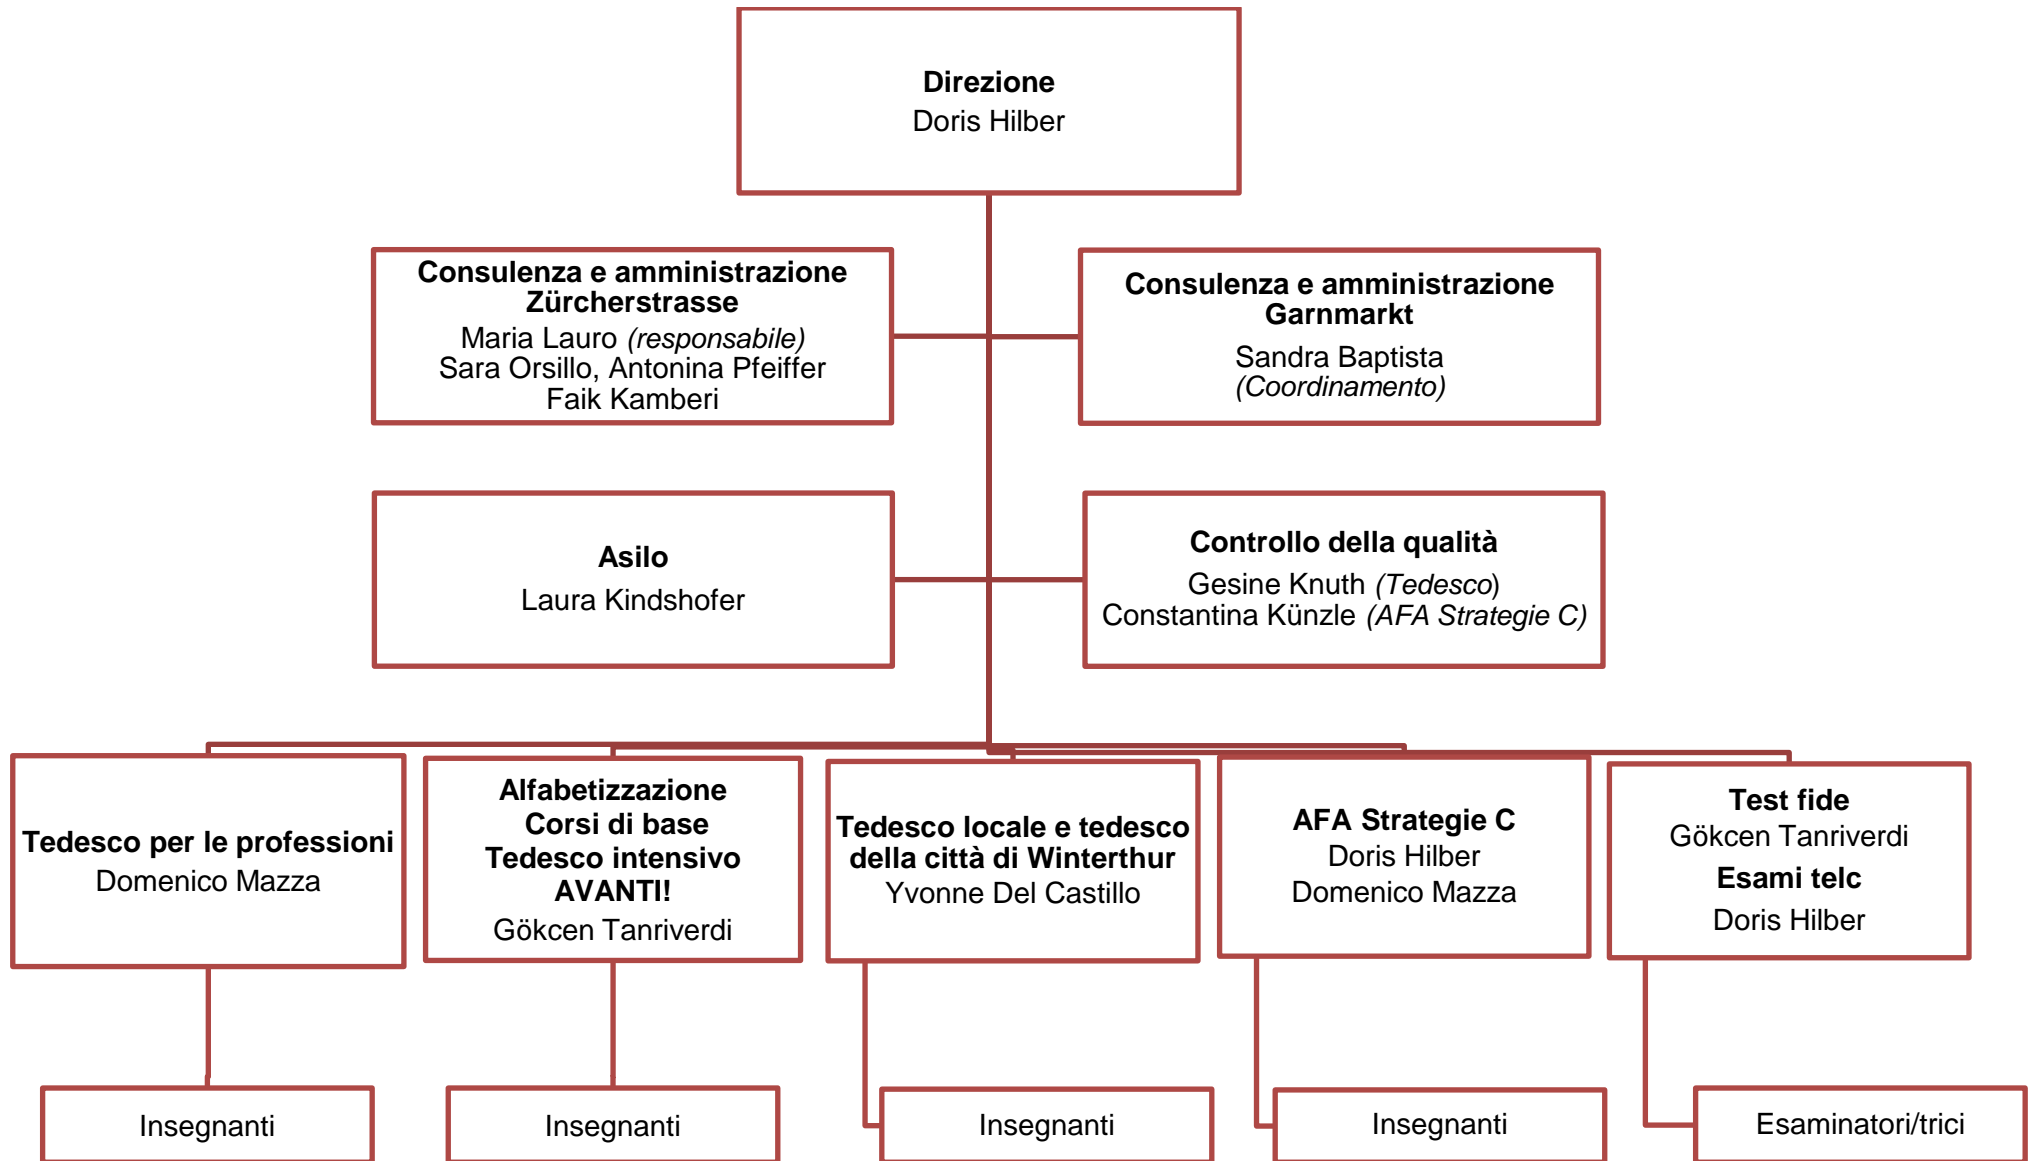 Direzione
Doris Hilber
Consulenza e amministrazione
Zürcherstrasse
Maria Lauro (responsabile)
Sara Orsillo, Antonina Pfeiffer
Faik Kamberi
Consulenza e amministrazione
Garnmarkt
Sandra Baptista
(Coordinamento)
Asilo
Laura Kindshofer
Controllo della qualità
Gesine Knuth (Tedesco)
Constantina Künzle (AFA Strategie C)
Tedesco per le professioni
Domenico Mazza
Alfabetizzazione
Corsi di base
Tedesco intensivo
AVANTI!
Gökcen Tanriverdi
Tedesco locale e tedesco
della città di Winterthur
Yvonne Del Castillo
AFA Strategie C
Doris Hilber
Domenico Mazza
Test fide
Gökcen Tanriverdi
Esami telc
Doris Hilber
Insegnanti
Insegnanti
Insegnanti
Insegnanti
Esaminatori/trici